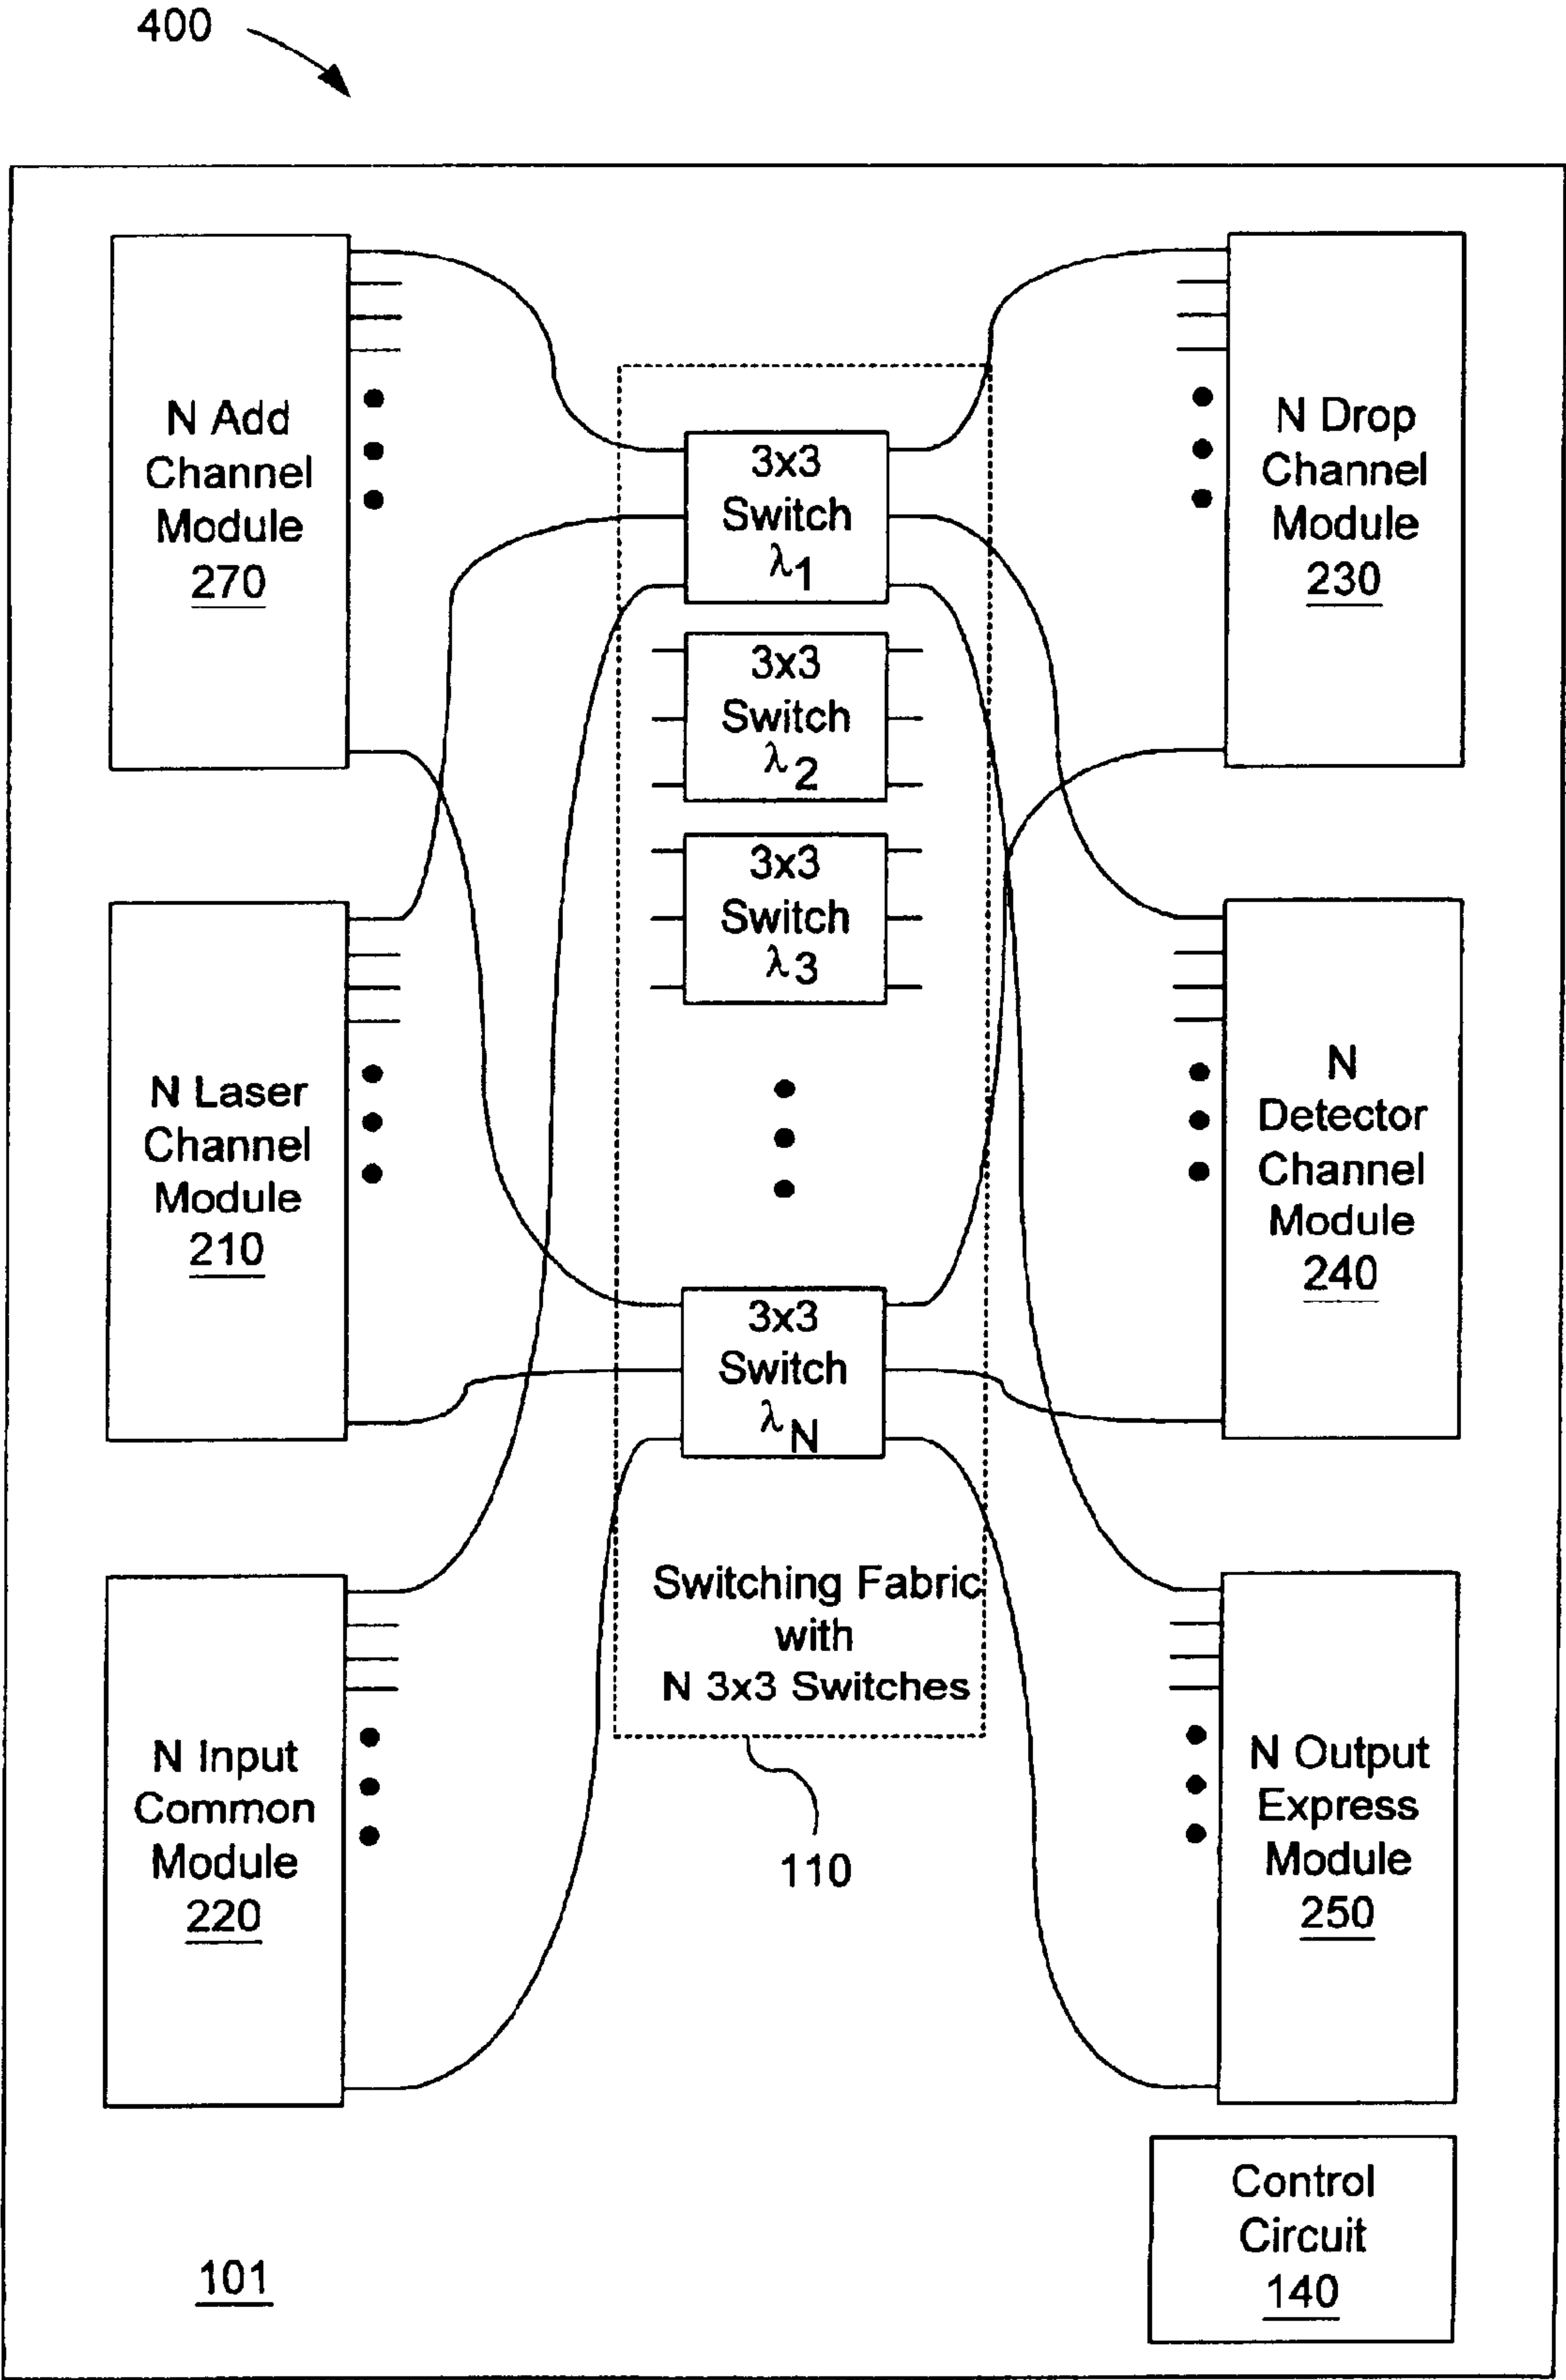 400
N Add
Channel
Module
270
N Drop
Channel
Module
230
3x3
Switch
λ1
3x3
Switch
λ2
3x3
Switch
λ3
N Laser
Channel
Module
210
N
Detector
Channel
Module
240
3x3
Switch
λN
Switching Fabric
with
N 3x3 Switches
110
N Input
Common
Module
220
N Output
Express
Module
250
Control
Circuit
140
101